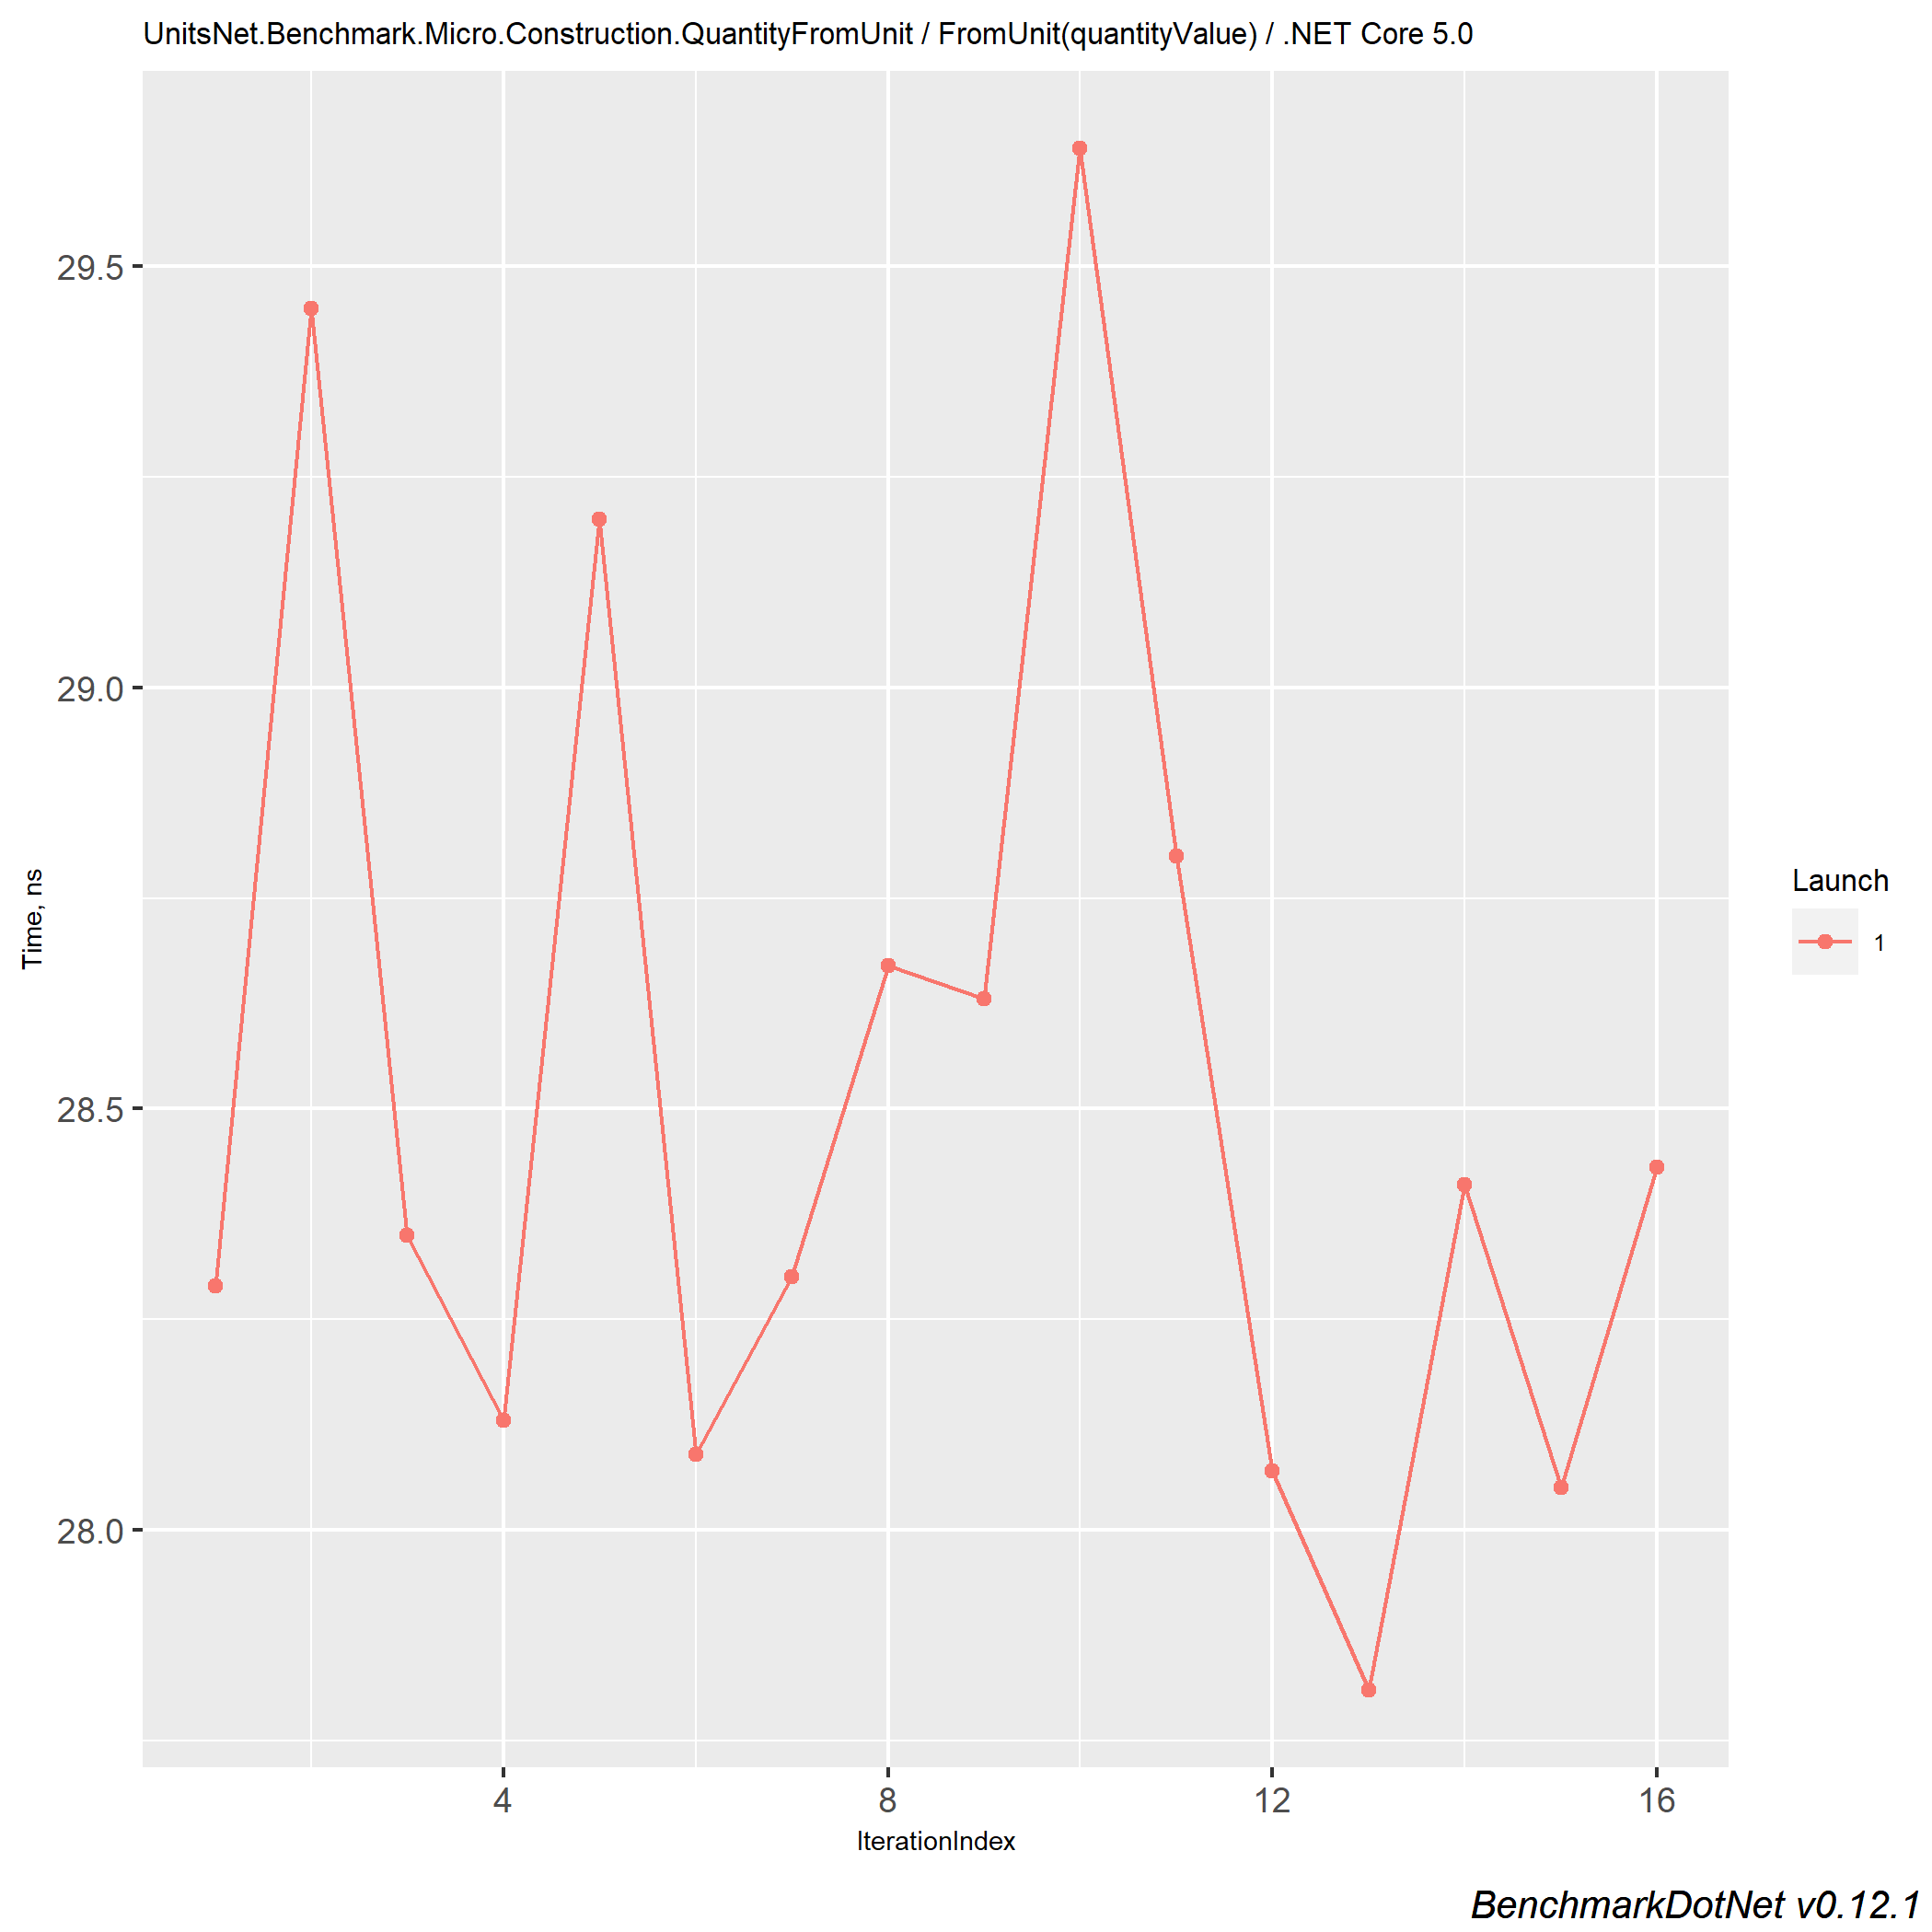 UnitsNet.Benchmark.Micro.Construction.QuantityFromUnit / FromUnit(quantityValue) / .NET Core 5.0
29.5
29.0
28.5
28.0
Time, ns
4
8
12
16
IterationIndex
Launch
1
BenchmarkDotNet v0.12.1